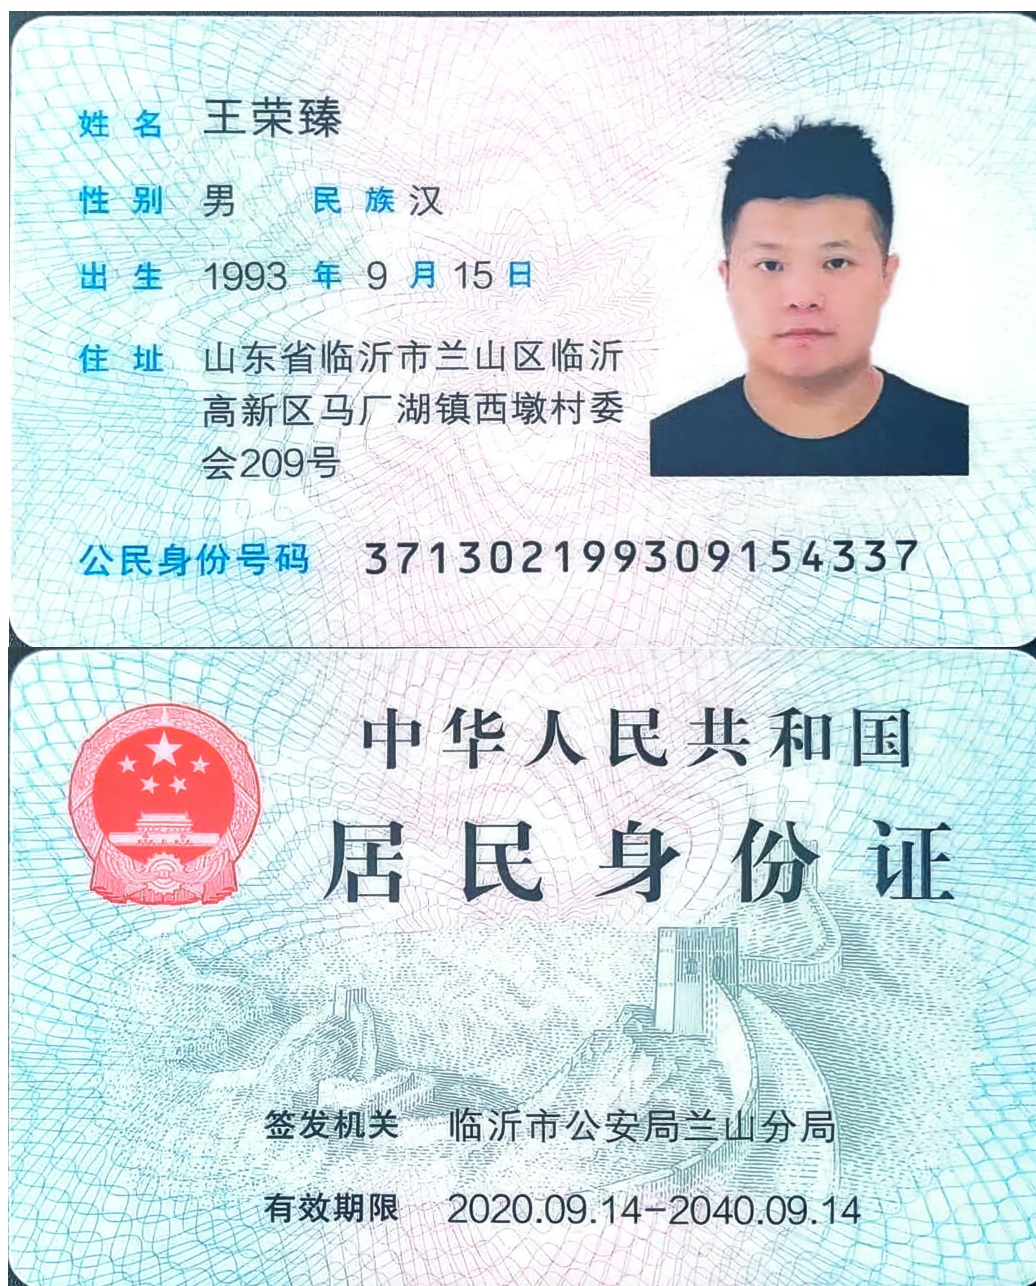 姓名 王荣臻
性别 男 民族 汉
出生 1993 年 9 月 15 日
住址 山东省临沂市兰山区临沂
高新区马厂湖镇西墩村委
会209号
公民身份号码 371302199309154337
中华人民共和国
居民身份证
签发机关 临沂市公安局兰山分局
有效期限 2020.09.14-2040.09.14